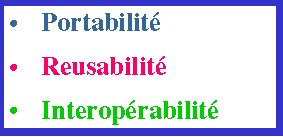 • Portabilité
• Reusabilité
• Interopérabilité